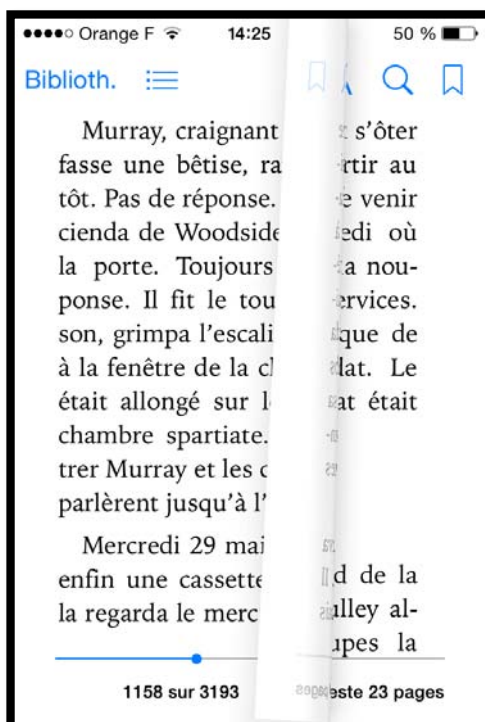 ●●●●○ Orange F 14:25 50 %
Biblioth.
Murray, craignant s'ôter
fasse une bêtise, ra rtir au
tôt. Pas de réponse. e venir
cienda de Woodside edi où
la porte. Toujours a nou-
ponse. Il fit le tou ervices.
son, grimpa l'escali que de
à la fenêtre de la c lat. Le
était allongé sur l at était
chambre spartiate.
trer Murray et les
parlèrent jusqu'à l'
Mercredi 29 mai
enfin une cassette d de la
la regarda le merc lley al-
upes la
1158 sur 3193 este 23 pages